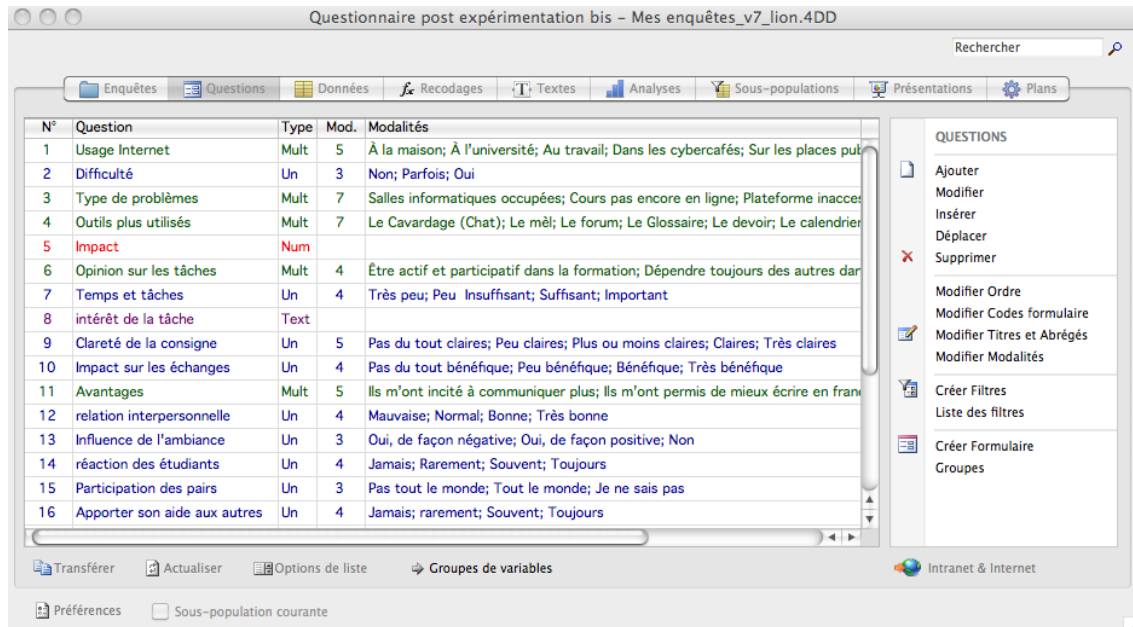 Questionnaire post expérimentation bis – Mes enquêtes_v7_lion.4DD
Rechercher
Enquêtes Questions Données fx Recodages T Textes Analyses Sous-populations Présentations Plans
N° Question Type Mod. Modalités
1 Usage Internet Mult 5 À la maison; À l'université; Au travail; Dans les cybercafés; Sur les places pub
2 Difficulté Un 3 Non; Parfois; Oui
3 Type de problèmes Mult 7 Salles informatiques occupées; Cours pas encore en ligne; Plateforme inacces
4 Outils plus utilisés Mult 7 Le Cavardage (Chat); Le mèl; Le forum; Le Glossaire; Le devoir; Le calendrier
5 Impact Num
6 Opinion sur les tâches Mult 4 Être actif et participatif dans la formation; Dépendre toujours des autres dan
7 Temps et tâches Un 4 Très peu; Peu Insuffisant; Suffisant; Important
8 intérêt de la tâche Text
9 Clareté de la consigne Un 5 Pas du tout claires; Peu claires; Plus ou moins claires; Claires; Très claires
10 Impact sur les échanges Un 4 Pas du tout bénéfique; Peu bénéfique; Bénéfique; Très bénéfique
11 Avantages Mult 5 Ils m'ont incité à communiquer plus; Ils m'ont permis de mieux écrire en fran
12 relation interpersonnelle Un 4 Mauvaise; Normal; Bonne; Très bonne
13 Influence de l'ambiance Un 3 Oui, de façon négative; Oui, de façon positive; Non
14 réaction des étudiants Un 4 Jamais; Rarement; Souvent; Toujours
15 Participation des pairs Un 3 Pas tout le monde; Tout le monde; Je ne sais pas
16 Apporter son aide aux autres Un 4 Jamais; rarement; Souvent; Toujours
QUESTIONS
Ajouter
Modifier
Insérer
Déplacer
Supprimer
Modifier Ordre
Modifier Codes formulaire
Modifier Titres et Abrégés
Modifier Modalités
Créer Filtres
Liste des filtres
Créer Formulaire
Groupes
Transférer Actualiser Options de liste Groupes de variables Intranet & Internet
Préférences Sous-population courante